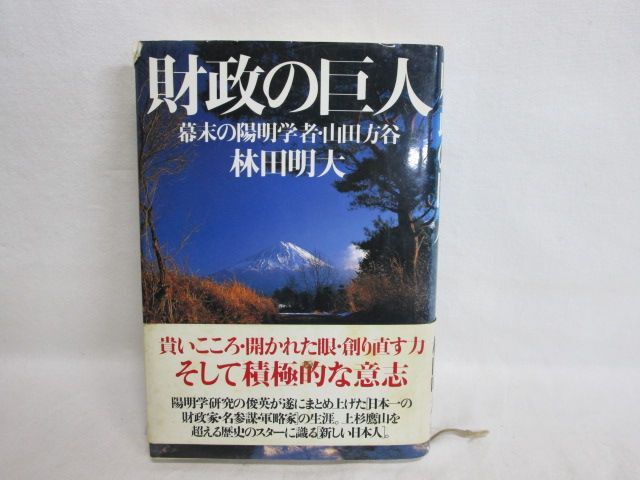 財政の巨人
幕末の陽明学者・山田方谷
林田明大
貴いこころ・開かれた眼・創り直す力
そして積極的な意志
陽明学研究の俊英が遂にまとめ上げた[日本一の
財政家・名参謀・軍略家]の生涯。上杉鷹山を
超える歴史のスターに識る[新しい日本人]。